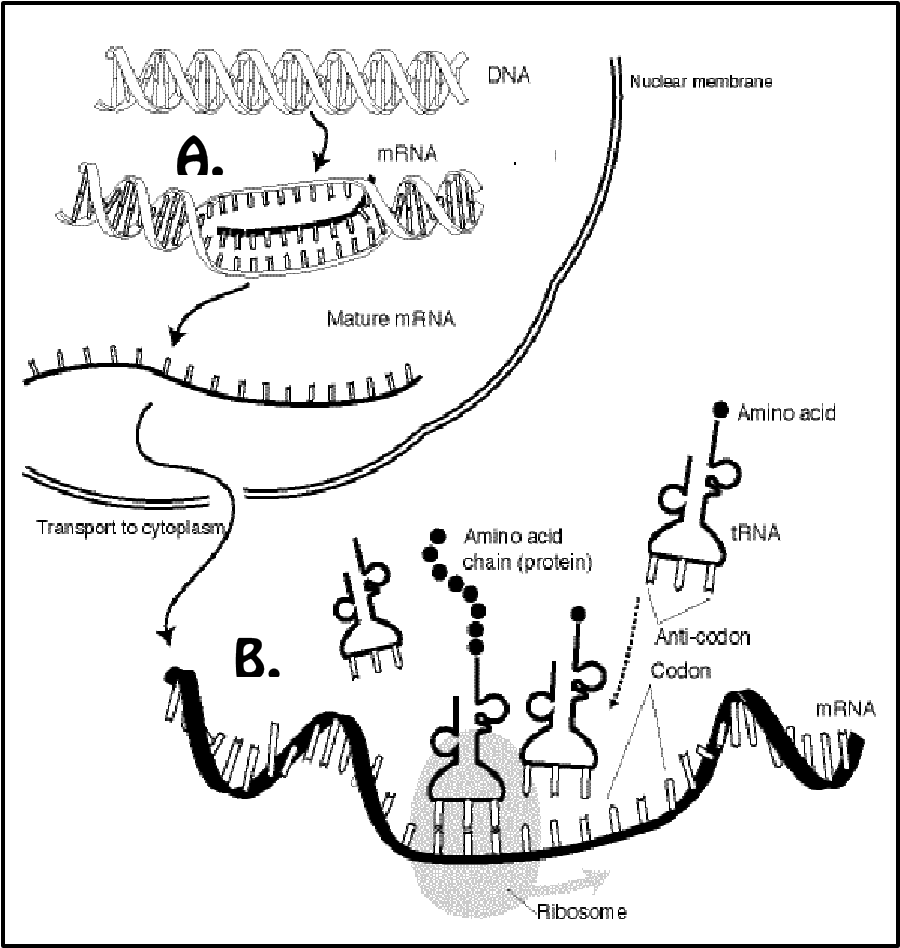 DNA
Nuclear membrane
A.
mRNA
Mature mRNA
Amino acid
Transport to cytoplasm
Amino acid
chain (protein)
tRNA
Anti-codon
B.
Codon
mRNA
Ribosome